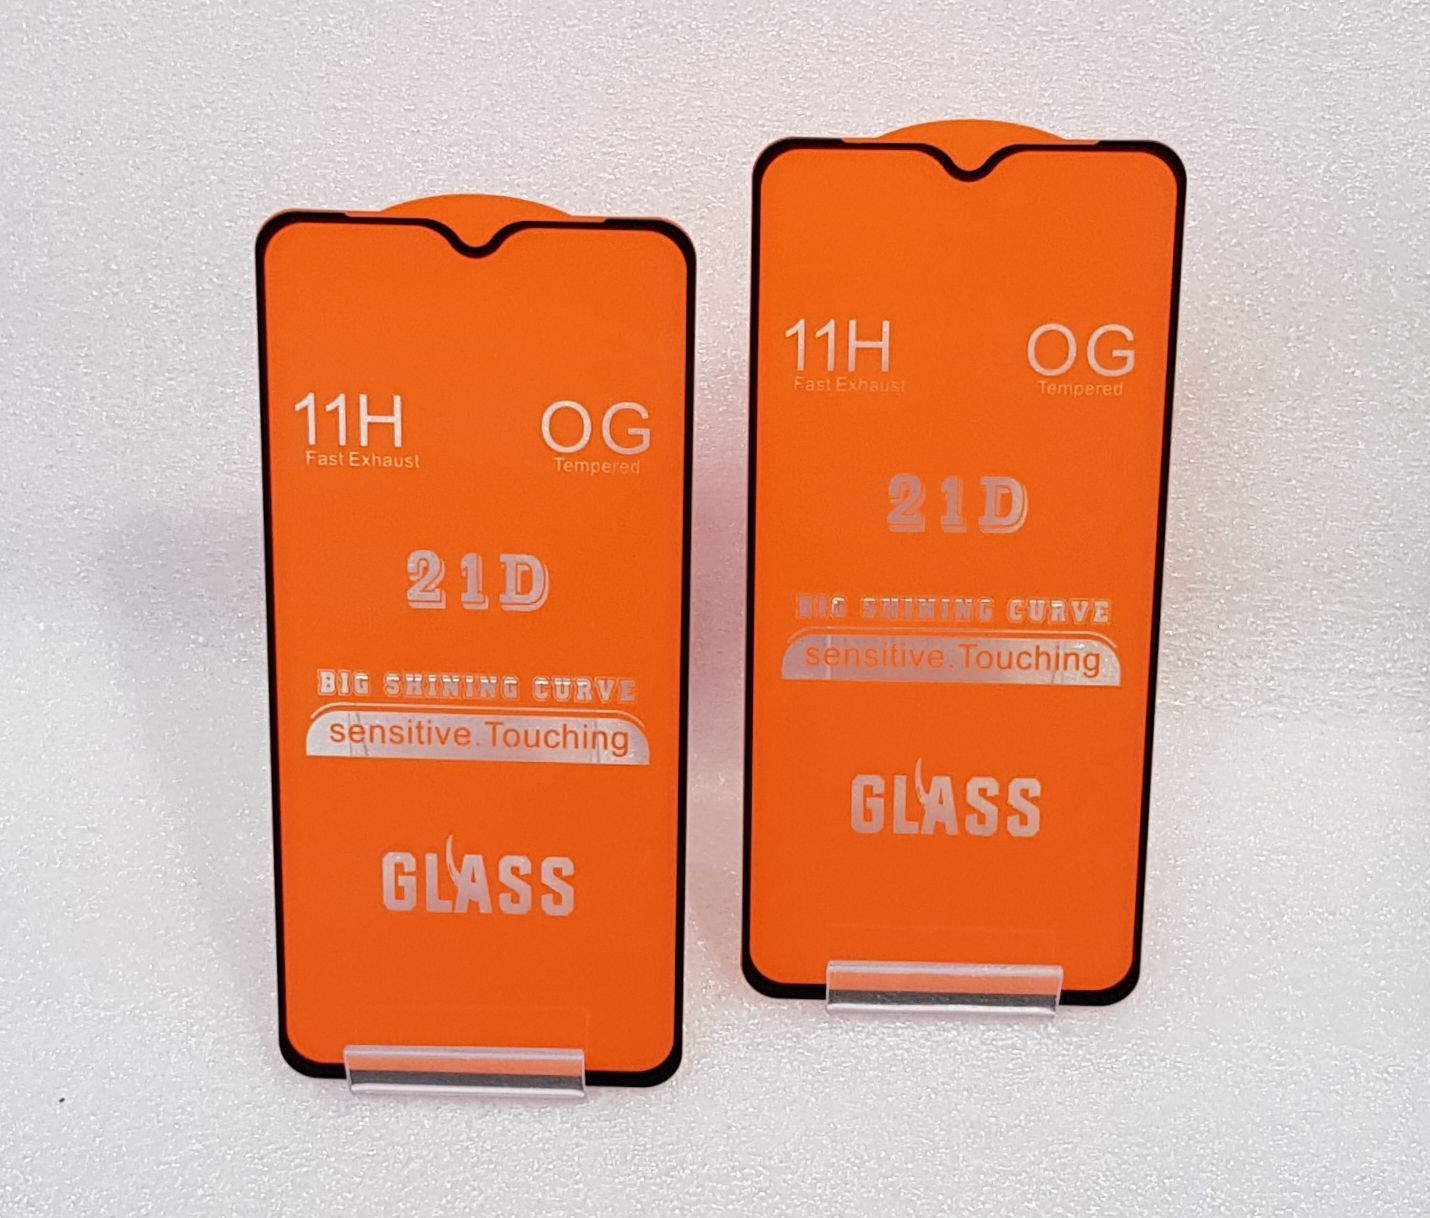 11H
Fast Exhaust
OG
Tempered
21D
BIG SHINING CURVE
sensitive.Touching
GLASS
11H
Fast Exhaust
OG
Tempered
21D
BIG SHINING CURVE
sensitive.Touching
GLASS